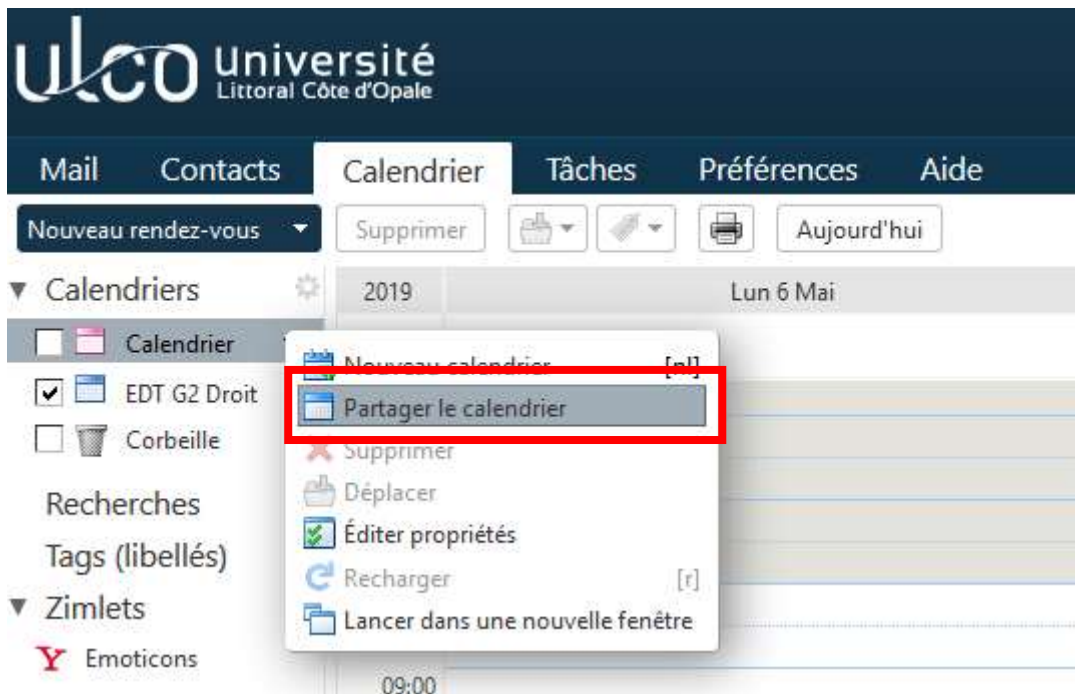 ulco Université
Littoral Côte d'Opale
Mail Contacts Calendrier Tâches Préférences Aide
Nouveau rendez-vous Supprimer Aujourd'hui
Calendriers 2019 Lun 6 Mai
Calendrier
Nouveau calendrier [nl]
EDT G2 Droit
Partager le calendrier
Corbeille
Supprimer
Déplacer
Recherches
Éditer propriétés
Tags (libellés)
Recharger [r]
Zimlets
Lancer dans une nouvelle fenêtre
Emoticons
09:00